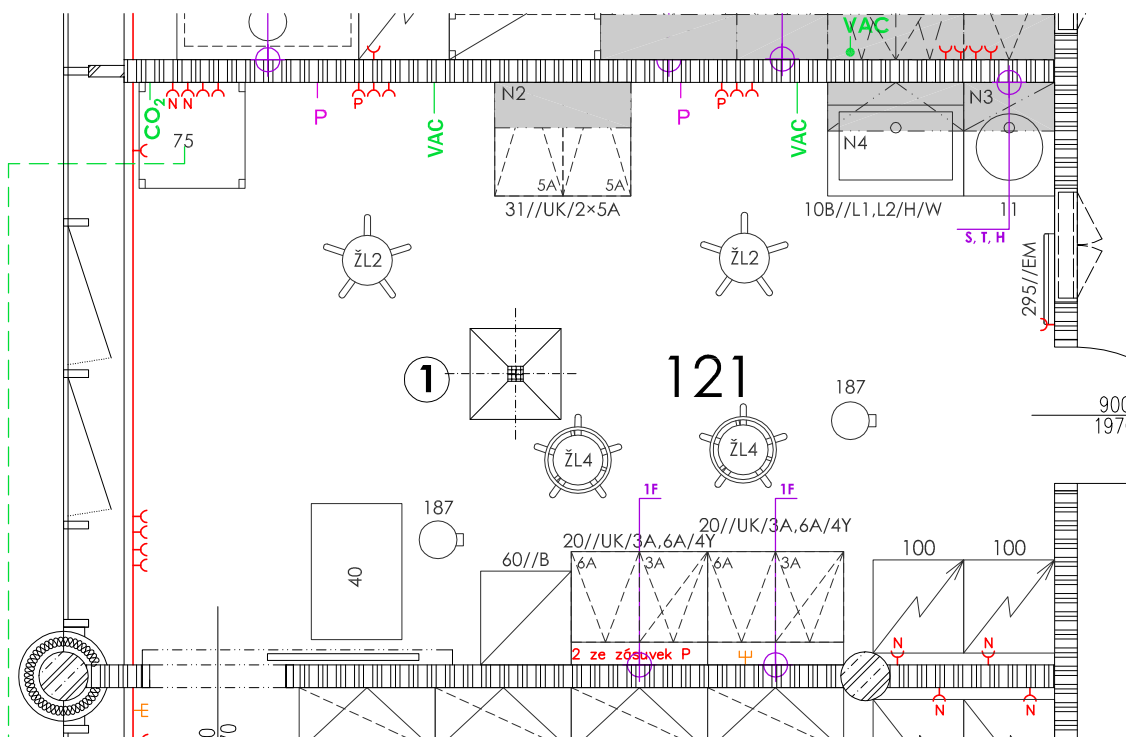 VAC
N2
N3
N N
P
P
VAC
P
P
VAC
CO2
75
N4
5A
5A
31//UK/2×5A
10B//L1,L2/H/W
11
S, T, H
ŽL2
ŽL2
295//EM
1
121
187
900
ŽL4
ŽL4
1F
1F
187
20//UK/3A,6A/4Y
20//UK/3A,6A/4Y
100
100
60//B
6A
3A
6A
3A
40
2 ze zásuvek P
E
N
N
E
N
N